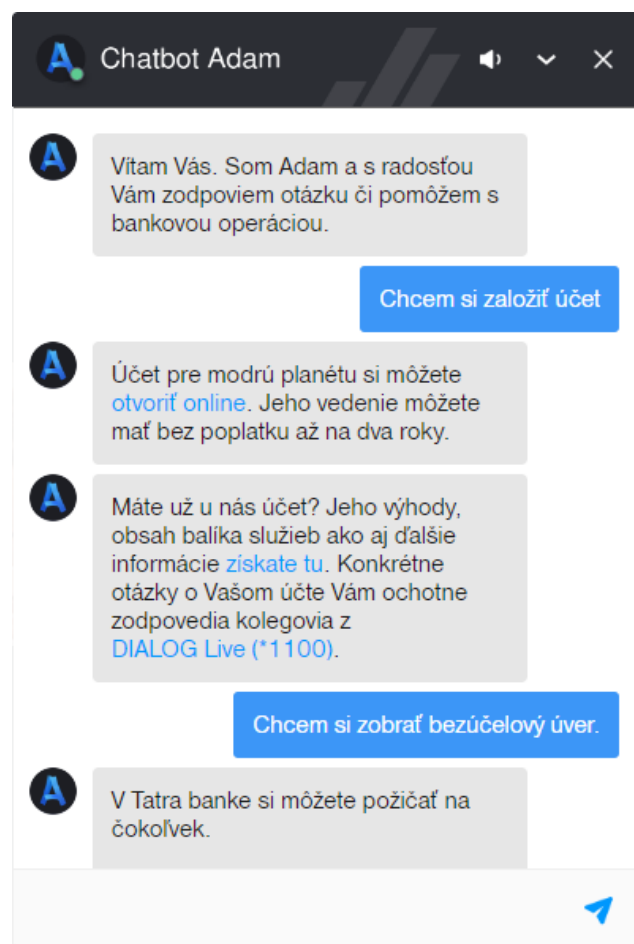 Chatbot Adam
Vítam Vás. Som Adam a s radosťou
Vám zodpoviem otázku či pomôžem s
bankovou operáciou.
Chcem si založiť účet
Účet pre modrú planétu si môžete
otvoriť online. Jeho vedenie môžete
mať bez poplatku až na dva roky.
Máte už u nás účet? Jeho výhody,
obsah balíka služieb ako aj ďalšie
informácie získate tu. Konkrétne
otázky o Vašom účte Vám ochotne
zodpovedia kolegovia z
DIALOG Live (*1100).
Chcem si zobrať bezúčelový úver.
V Tatra banke si môžete požičať na
čokoľvek.